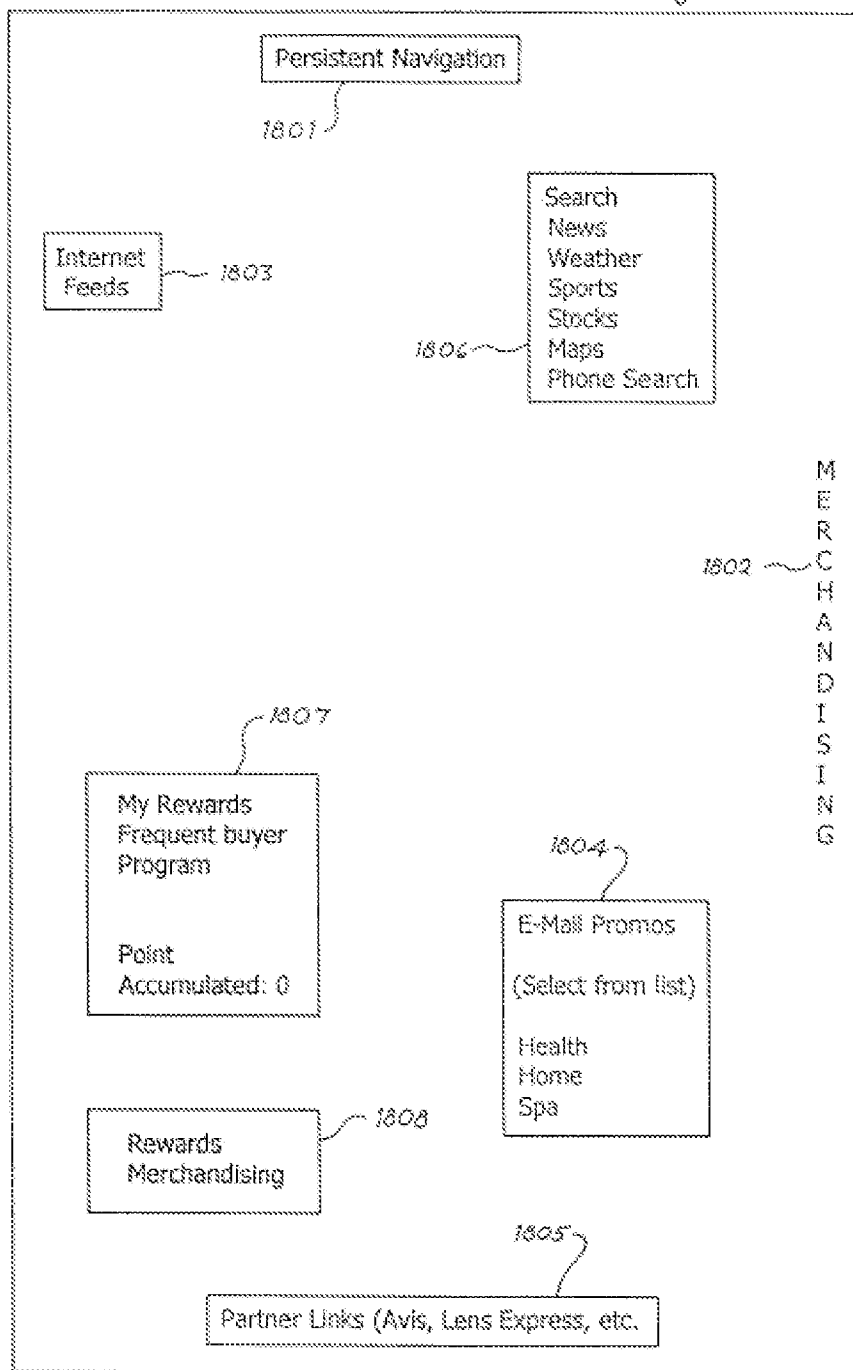 Persistent Navigation
1801
Search
News
Weather
Sports
Stocks
Maps
Phone Search
1806
Internet
Feeds
1803
MERCHANDISING
1802
1807
My Rewards
Frequent buyer
Program
Point
Accumulated: 0
1804
E-Mail Promos
(Select from list)
Health
Home
Spa
1808
Rewards
Merchandising
1805
Partner Links (Avis, Lens Express, etc.